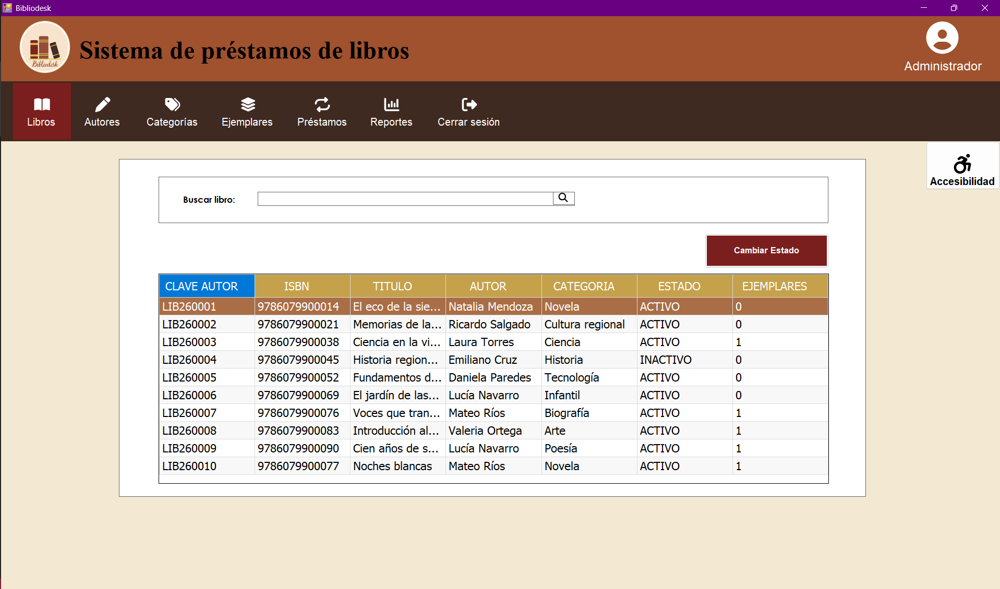 Bibliodesk
Bibliodesk
Sistema de préstamos de libros
Administrador
Libros
Autores
Categorías
Ejemplares
Préstamos
Reportes
Cerrar sesión
Accesibilidad
Buscar libro:
Cambiar Estado
CLAVE AUTOR ISBN TITULO AUTOR CATEGORIA ESTADO EJEMPLARES
LIB260001 9786079900014 El eco de la sie... Natalia Mendoza Novela ACTIVO 0
LIB260002 9786079900021 Memorias de la... Ricardo Salgado Cultura regional ACTIVO 0
LIB260003 9786079900038 Ciencia en la vi... Laura Torres Ciencia ACTIVO 1
LIB260004 9786079900045 Historia region... Emiliano Cruz Historia INACTIVO 0
LIB260005 9786079900052 Fundamentos d... Daniela Paredes Tecnología ACTIVO 0
LIB260006 9786079900069 El jardín de las... Lucía Navarro Infantil ACTIVO 0
LIB260007 9786079900076 Voces que tran... Mateo Ríos Biografía ACTIVO 1
LIB260008 9786079900083 Introducción al... Valeria Ortega Arte ACTIVO 1
LIB260009 9786079900090 Cien años de s... Lucía Navarro Poesía ACTIVO 1
LIB260010 9786079900077 Noches blancas Mateo Ríos Novela ACTIVO 1